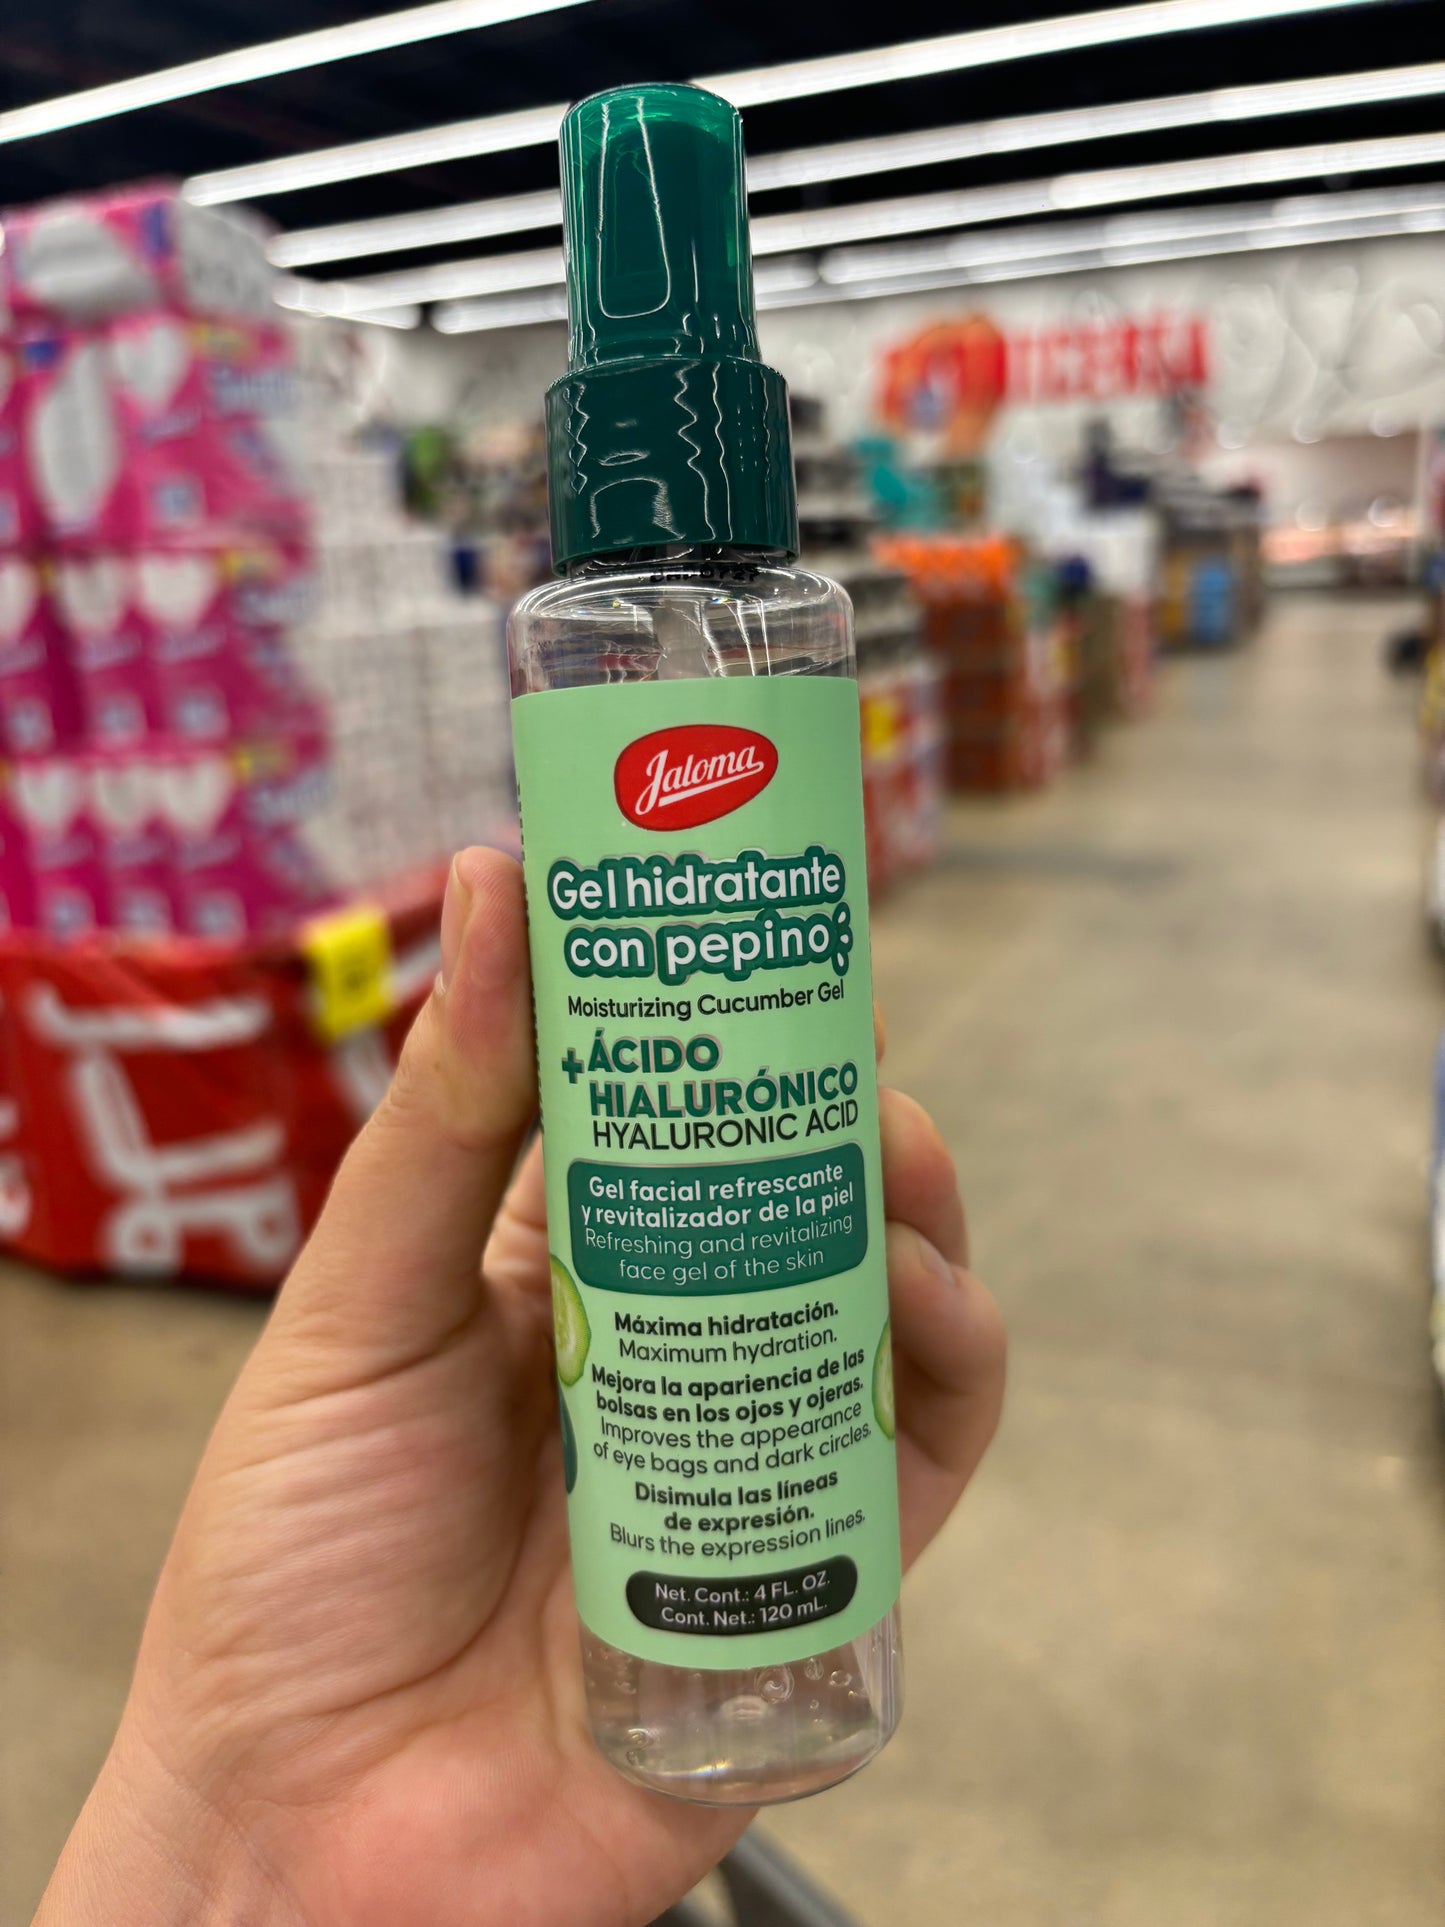 Jaloma
Gel hidratante
con pepino
Moisturizing Cucumber Gel
+ÁCIDO
HIALURÓNICO
HYALURONIC ACID
Gel facial refrescante
y revitalizador de la piel
Refreshing and revitalizing
face gel of the skin
Máxima hidratación.
Maximum hydration.
Mejora la apariencia de las
bolsas en los ojos y ojeras.
Improves the appearance
of eye bags and dark circles.
Disimula las líneas
de expresión.
Blurs the expression lines.
Net. Cont.: 4 FL. OZ.
Cont. Net.: 120 mL.